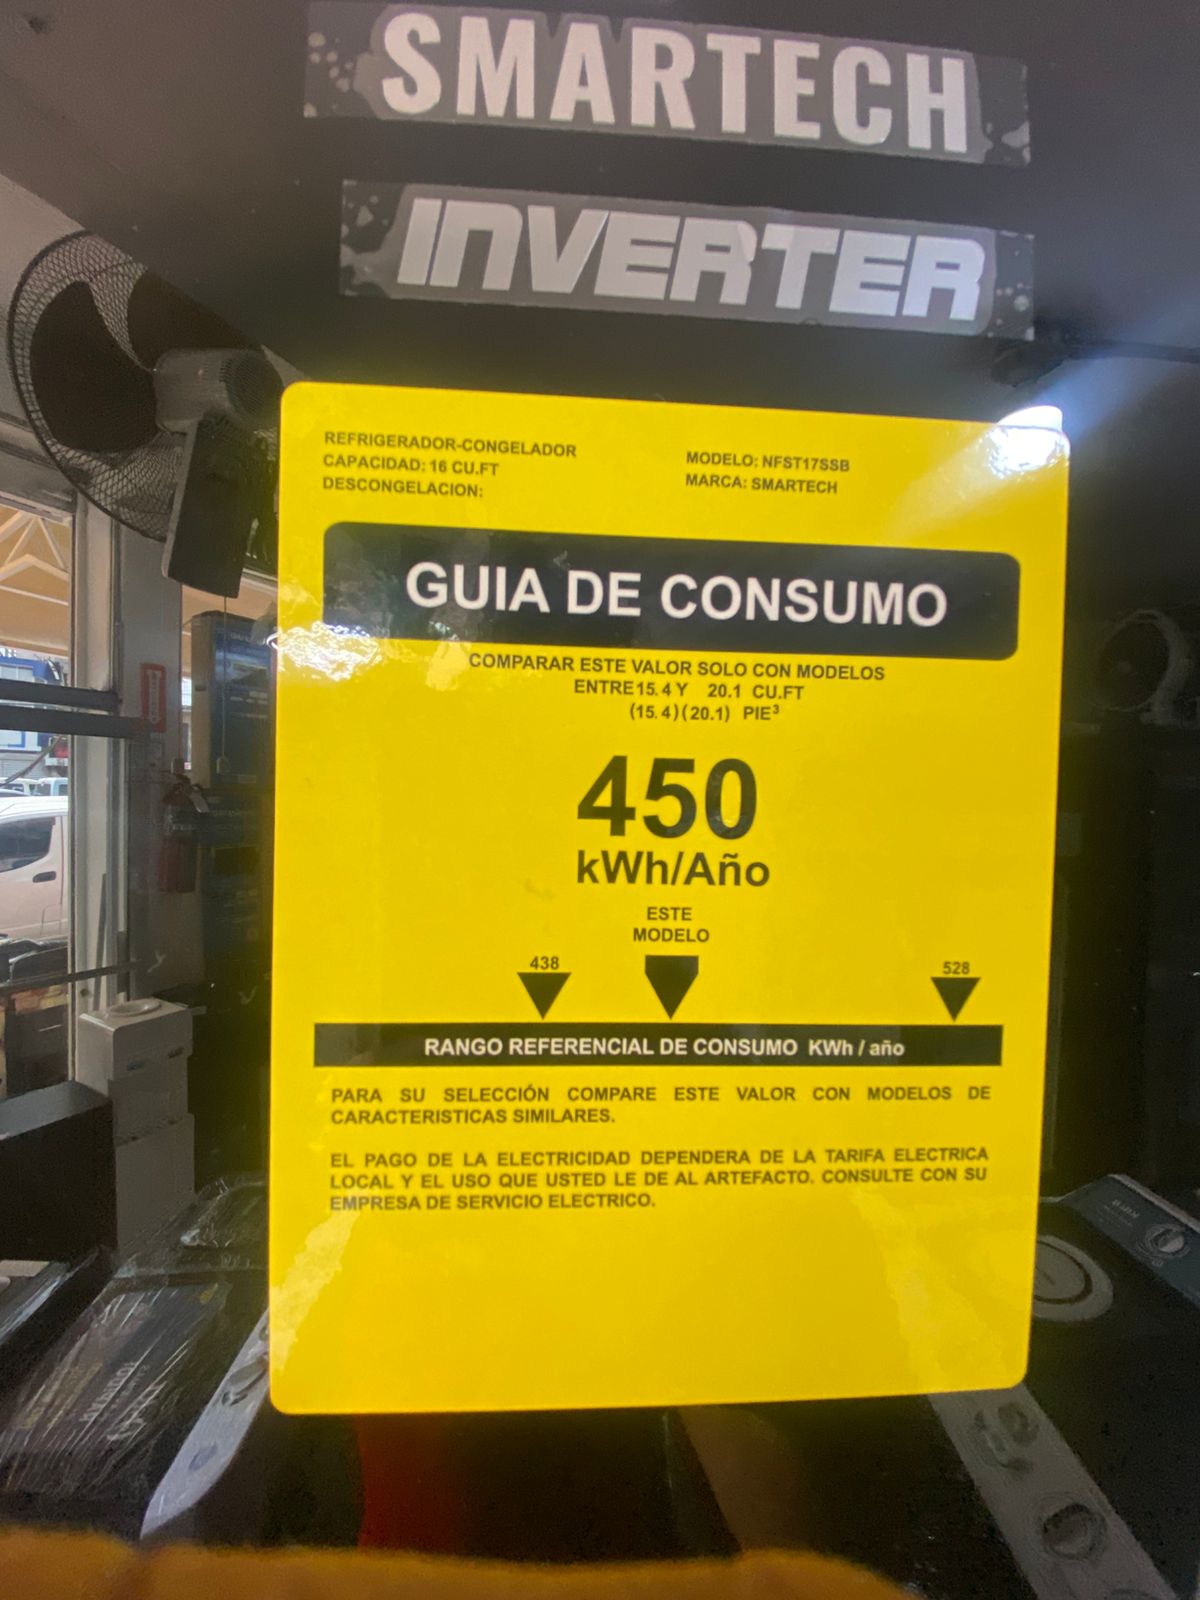 SMARTECH
INVERTER
REFRIGERADOR-CONGELADOR
CAPACIDAD: 16 CU.FT
DESCONGELACION:
MODELO: NFST17SSB
MARCA: SMARTECH
GUIA DE CONSUMO
COMPARAR ESTE VALOR SOLO CON MODELOS
ENTRE 15.4 Y 20.1 CU.FT
(15.4) (20.1) PIE³
450
kWh/Año
ESTE
MODELO
438
528
RANGO REFERENCIAL DE CONSUMO KWh / año
PARA SU SELECCIÓN COMPARE ESTE VALOR CON MODELOS DE
CARACTERISTICAS SIMILARES.
EL PAGO DE LA ELECTRICIDAD DEPENDERA DE LA TARIFA ELECTRICA
LOCAL Y EL USO QUE USTED LE DE AL ARTEFACTO. CONSULTE CON SU
EMPRESA DE SERVICIO ELECTRICO.